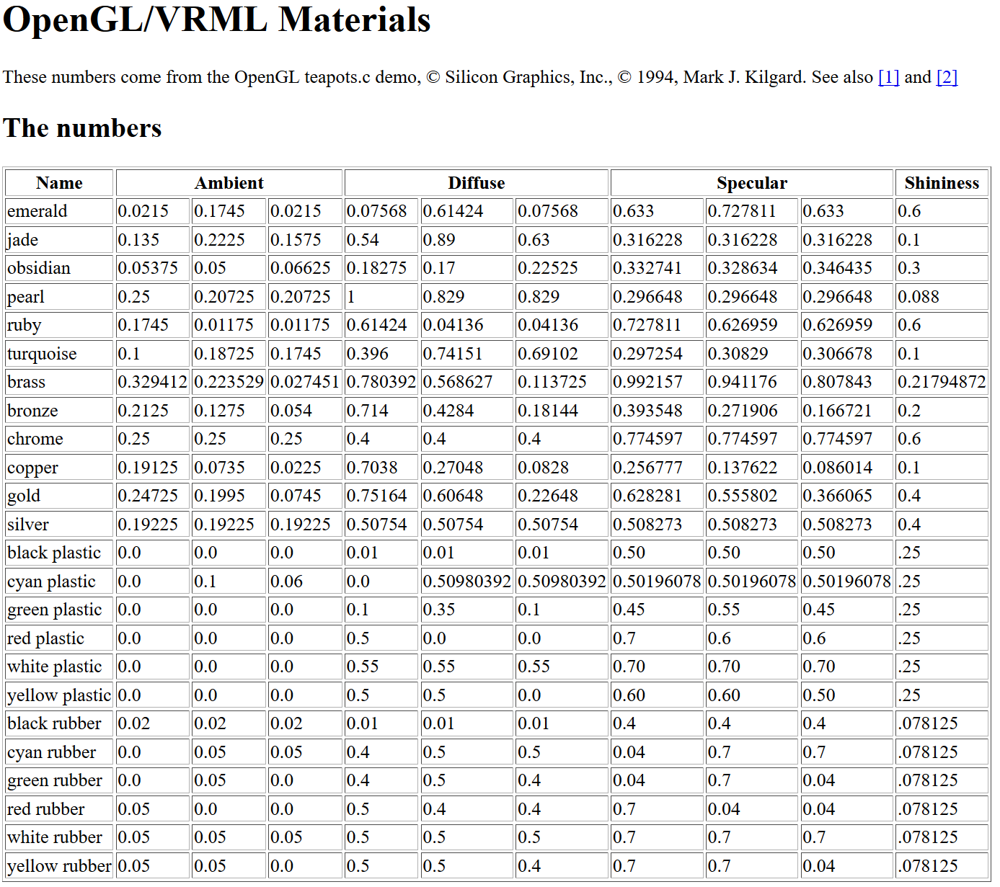 OpenGL/VRML Materials
These numbers come from the OpenGL teapots.c demo, © Silicon Graphics, Inc., © 1994, Mark J. Kilgard. See also [1] and [2]
The numbers
Name Ambient Diffuse Specular Shininess
emerald 0.0215 0.1745 0.0215 0.07568 0.61424 0.07568 0.633 0.727811 0.633 0.6
jade 0.135 0.2225 0.1575 0.54 0.89 0.63 0.316228 0.316228 0.316228 0.1
obsidian 0.05375 0.05 0.06625 0.18275 0.17 0.22525 0.332741 0.328634 0.346435 0.3
pearl 0.25 0.20725 0.20725 1 0.829 0.829 0.296648 0.296648 0.296648 0.088
ruby 0.1745 0.01175 0.01175 0.61424 0.04136 0.04136 0.727811 0.626959 0.626959 0.6
turquoise 0.1 0.18725 0.1745 0.396 0.74151 0.69102 0.297254 0.30829 0.306678 0.1
brass 0.329412 0.223529 0.027451 0.780392 0.568627 0.113725 0.992157 0.941176 0.807843 0.21794872
bronze 0.2125 0.1275 0.054 0.714 0.4284 0.18144 0.393548 0.271906 0.166721 0.2
chrome 0.25 0.25 0.25 0.4 0.4 0.4 0.774597 0.774597 0.774597 0.6
copper 0.19125 0.0735 0.0225 0.7038 0.27048 0.0828 0.256777 0.137622 0.086014 0.1
gold 0.24725 0.1995 0.0745 0.75164 0.60648 0.22648 0.628281 0.555802 0.366065 0.4
silver 0.19225 0.19225 0.19225 0.50754 0.50754 0.50754 0.508273 0.508273 0.508273 0.4
black plastic 0.0 0.0 0.0 0.01 0.01 0.01 0.50 0.50 0.50 .25
cyan plastic 0.0 0.1 0.06 0.0 0.50980392 0.50980392 0.50196078 0.50196078 0.50196078 .25
green plastic 0.0 0.0 0.0 0.1 0.35 0.1 0.45 0.55 0.45 .25
red plastic 0.0 0.0 0.0 0.5 0.0 0.0 0.7 0.6 0.6 .25
white plastic 0.0 0.0 0.0 0.55 0.55 0.55 0.70 0.70 0.70 .25
yellow plastic 0.0 0.0 0.0 0.5 0.5 0.0 0.60 0.60 0.50 .25
black rubber 0.02 0.02 0.02 0.01 0.01 0.01 0.4 0.4 0.4 .078125
cyan rubber 0.0 0.05 0.05 0.4 0.5 0.5 0.04 0.7 0.7 .078125
green rubber 0.0 0.05 0.0 0.4 0.5 0.4 0.04 0.7 0.04 .078125
red rubber 0.05 0.0 0.0 0.5 0.4 0.4 0.7 0.04 0.04 .078125
white rubber 0.05 0.05 0.05 0.5 0.5 0.5 0.7 0.7 0.7 .078125
yellow rubber 0.05 0.05 0.0 0.5 0.5 0.4 0.7 0.7 0.04 .078125